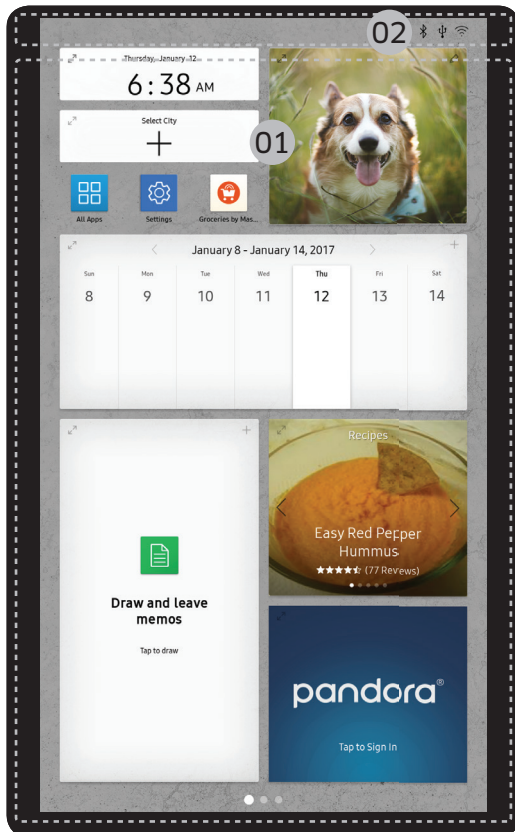 02
Thursday, January 12
6:38 AM
Select City
01
All Apps
Settings
Groceries by Mas...
January 8 - January 14, 2017
Sun Mon Tue Wed Thu Fri Sat
8 9 10 11 12 13 14
Recipes
Easy Red Pepper
Hummus
(77 Reviews)
Draw and leave
memos
Tap to draw
pandora®
Tap to Sign In